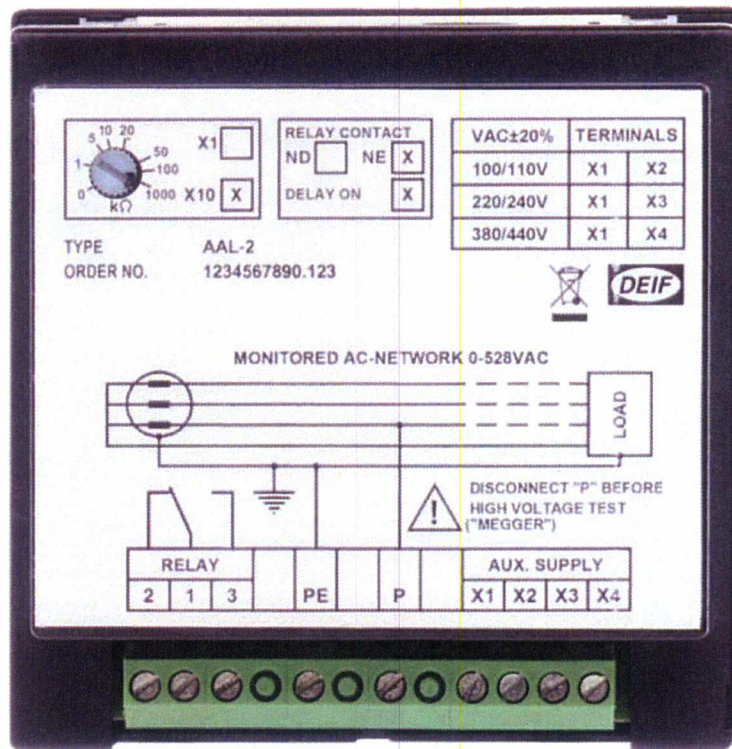 5 10 20
1 50
0 100
1000
kΩ
X1
X10 X
RELAY CONTACT
ND NE X
DELAY ON X
VAC±20% TERMINALS
100/110V X1 X2
220/240V X1 X3
380/440V X1 X4
TYPE AAL-2
ORDER NO. 1234567890.123
DEIF
MONITORED AC-NETWORK 0-528VAC
LOAD
DISCONNECT "P" BEFORE
HIGH VOLTAGE TEST
("MEGGER")
RELAY AUX. SUPPLY
2 1 3 PE P X1 X2 X3 X4